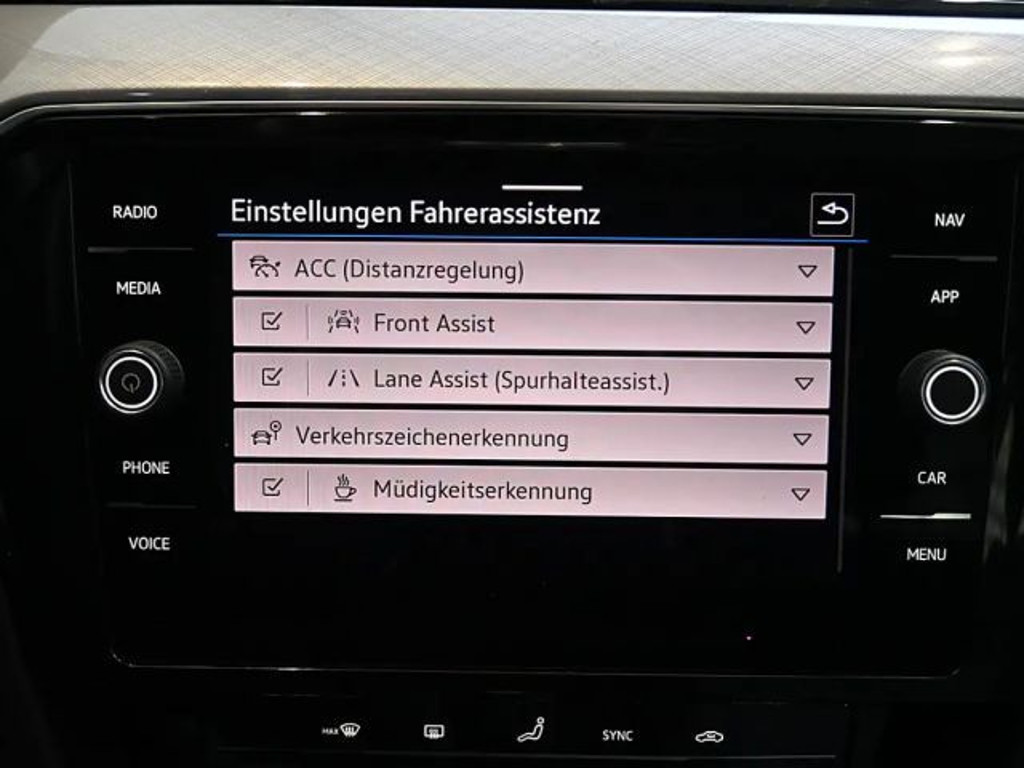 RADIO
MEDIA
PHONE
VOICE
Einstellungen Fahrerassistenz
ACC (Distanzregelung)
Front Assist
Lane Assist (Spurhalteassist.)
Verkehrszeichenerkennung
Müdigkeitserkennung
NAV
APP
CAR
MENU
MAX
SYNC